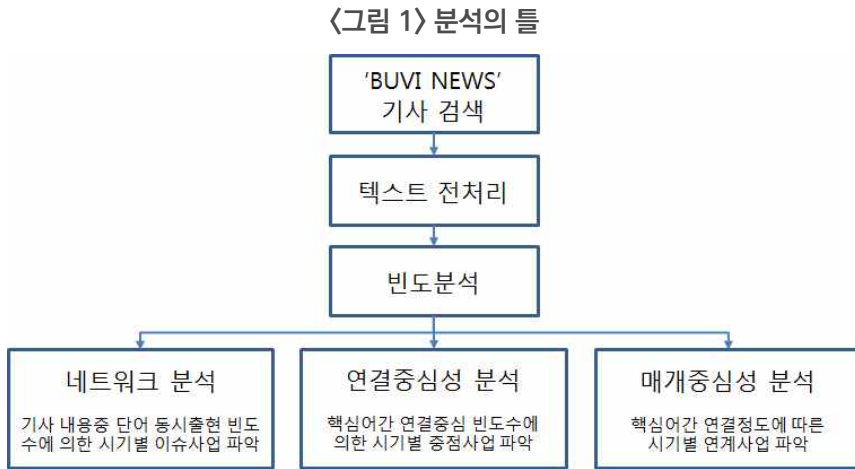 〈그림 1〉 분석의 틀
'BUVI NEWS'
기사 검색
텍스트 전처리
빈도분석
네트워크 분석
기사 내용중 단어 동시출현 빈도
수에 의한 시기별 이슈사업 파악
연결중심성 분석
핵심어간 연결중심 빈도수에
의한 시기별 중점사업 파악
매개중심성 분석
핵심어간 연결정도에 따른
시기별 연계사업 파악